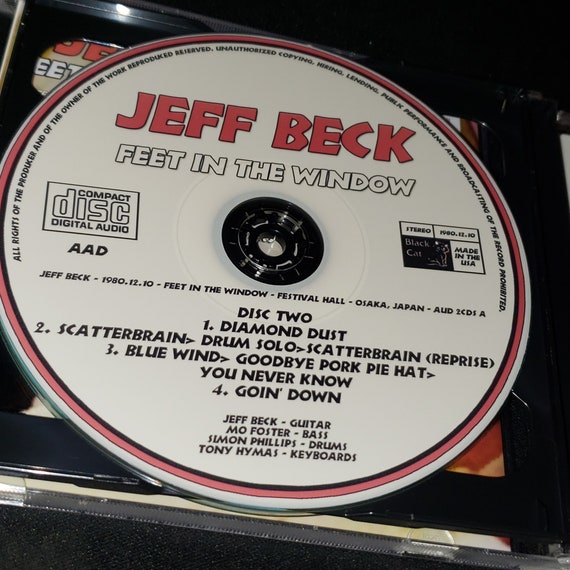 JEFF BECK
FEET IN THE WINDOW
ALL RIGHTS OF THE PRODUCER AND OF THE OWNER OF THE WORK REPRODUCED RESERVED. UNAUTHORIZED COPYING, HIRING, LENDING, PUBLIC PERFORMANCE AND BROADCASTING OF THE RECORD PROHIBITED.
COMPACT
disc
DIGITAL AUDIO
AAD
STEREO 1980.12.10
Black Cat
MADE IN THE USA
JEFF BECK - 1980.12.10 - FEET IN THE WINDOW - FESTIVAL HALL - OSAKA, JAPAN - AUD 2CDS A
DISC TWO
1. DIAMOND DUST
2. SCATTERBRAIN> DRUM SOLO>SCATTERBRAIN (REPRISE)
3. BLUE WIND> GOODBYE PORK PIE HAT>
YOU NEVER KNOW
4. GOIN' DOWN
JEFF BECK - GUITAR
MO FOSTER - BASS
SIMON PHILLIPS - DRUMS
TONY HYMAS - KEYBOARDS